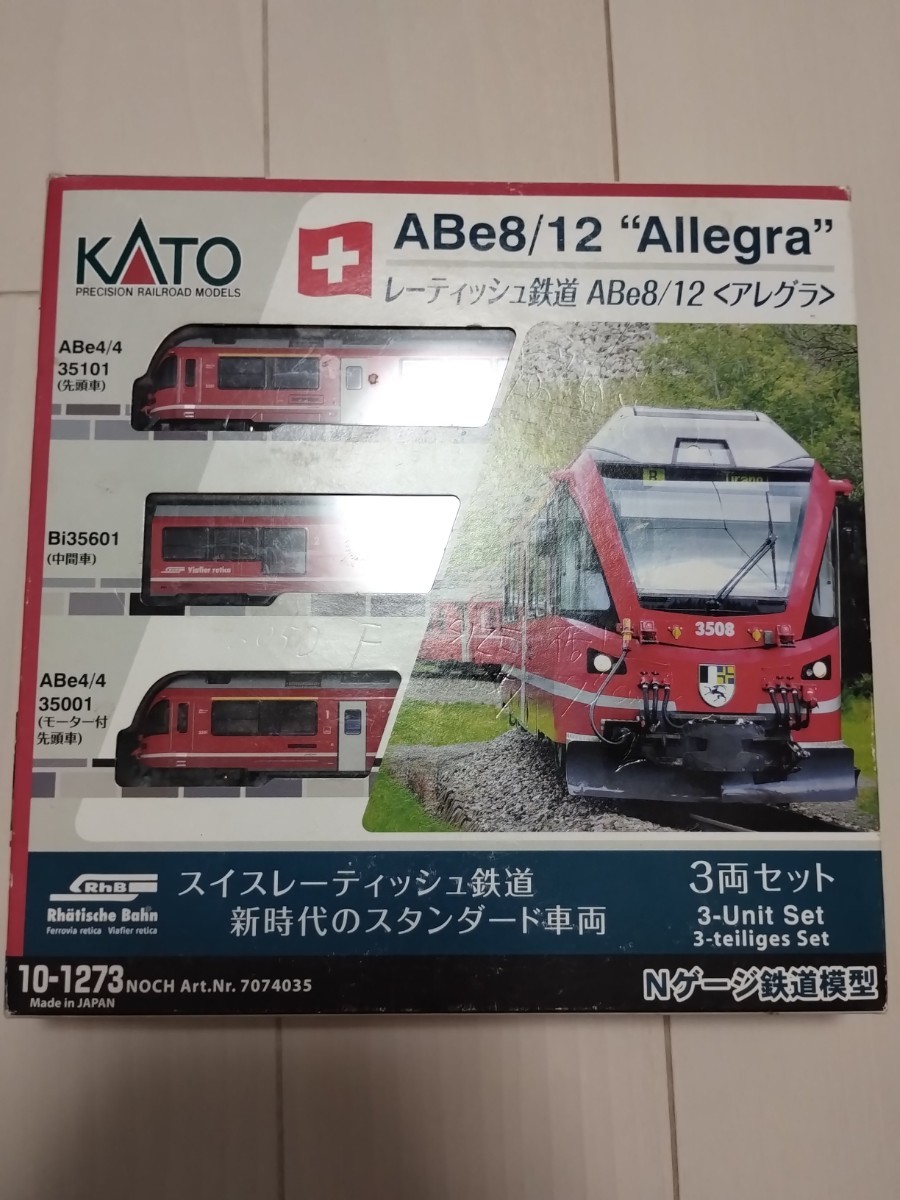 KATO
PRECISION RAILROAD MODELS
ABe8/12 “Allegra”
レーティッシュ鉄道 ABe8/12 <アレグラ>
ABe4/4
35101
(先頭車)
Bi35601
(中間車)
Viafier retica
ABe4/4
35001
(モーター付
先頭車)
R
3508
RhB
Rhätische Bahn
Ferrovia retica Viafier retica
スイスレーティッシュ鉄道
新時代のスタンダード車両
3両セット
3-Unit Set
3-teiliges Set
10-1273 NOCH Art.Nr. 7074035
Made in JAPAN
Nゲージ鉄道模型